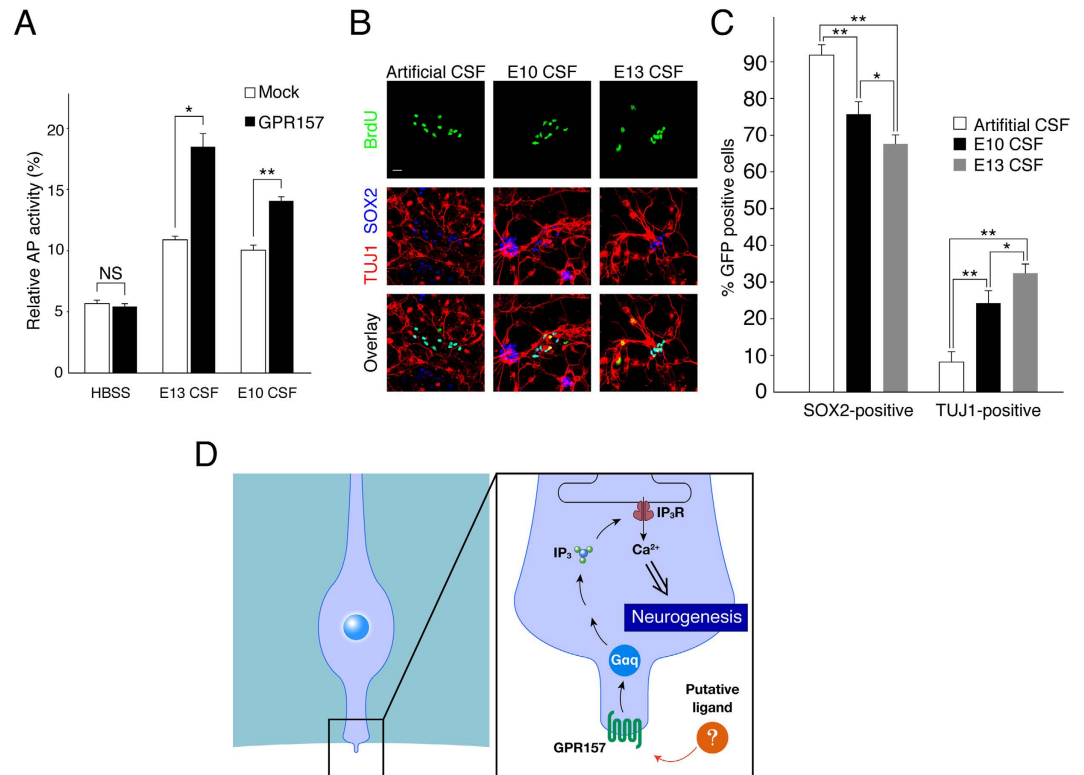 A
Relative AP activity (%)
20
15
10
5
0
Mock
GPR157
*
**
NS
HBSS
E13 CSF
E10 CSF
B
Artificial CSF
E10 CSF
E13 CSF
BrdU
TUJ1 SOX2
Overlay
C
% GFP positive cells
90
80
70
60
50
40
30
20
10
0
**
**
*
Artifitial CSF
E10 CSF
E13 CSF
**
**
*
SOX2-positive
TUJ1-positive
D
IP₃R
IP₃
Ca²⁺
Neurogenesis
Gαq
Putative
ligand
?
GPR157